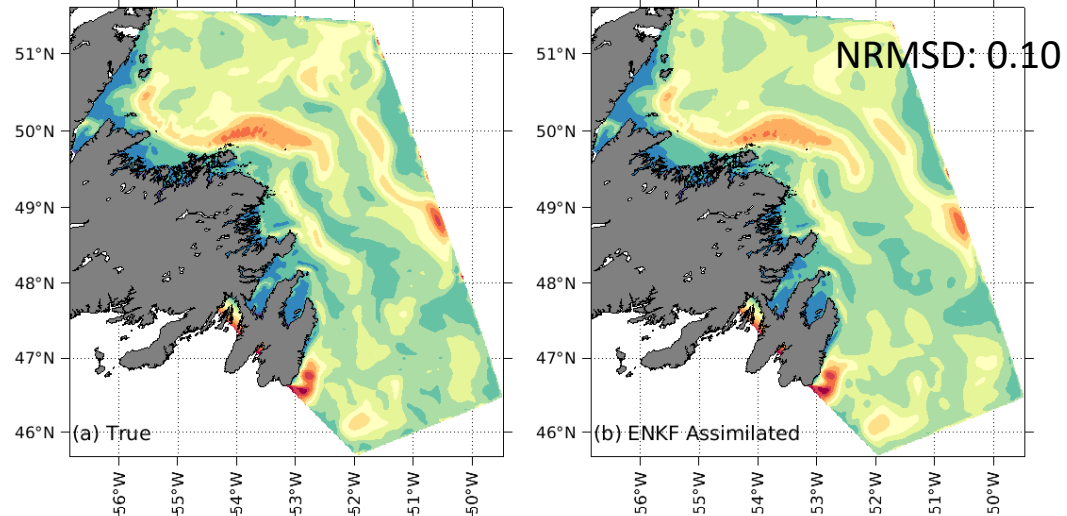 NRMSD: 0.10
51°N
50°N
49°N
48°N
47°N
46°N
(a) True
56°W
55°W
54°W
53°W
52°W
51°W
50°W
51°N
50°N
49°N
48°N
47°N
46°N
(b) ENKF Assimilated
56°W
55°W
54°W
53°W
52°W
51°W
50°W